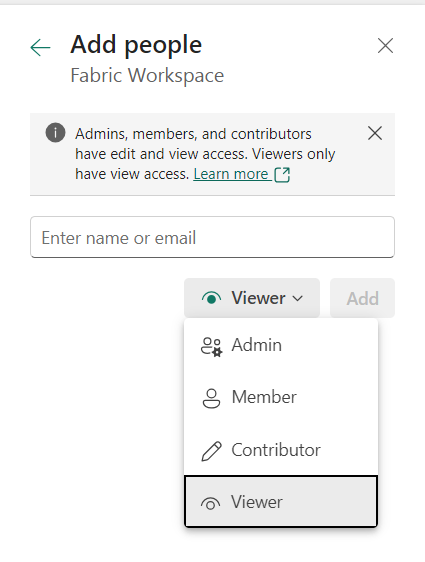 Add people
Fabric Workspace
Admins, members, and contributors
have edit and view access. Viewers only
have view access. Learn more
Enter name or email
Viewer Add
Admin
Member
Contributor
Viewer